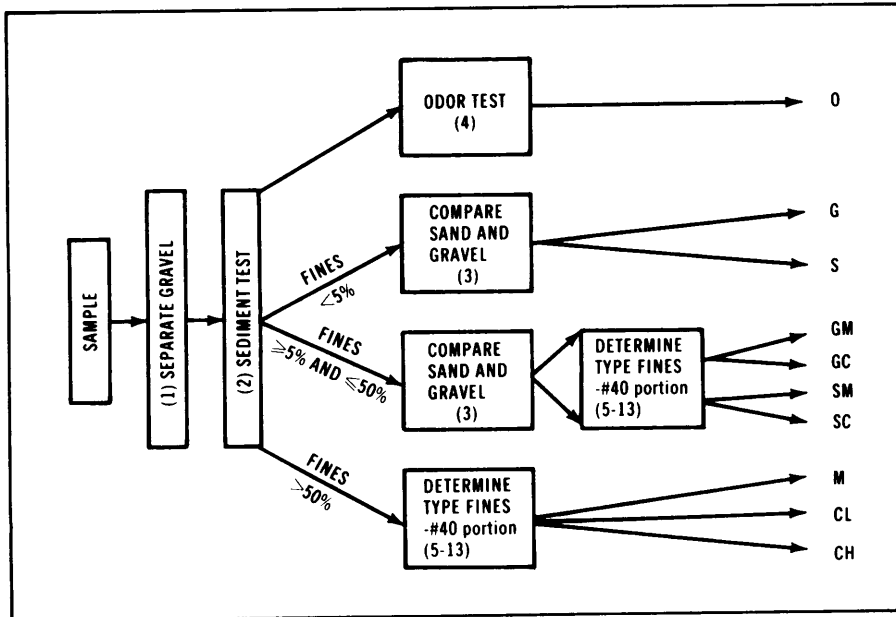 SAMPLE
(1) SEPARATE GRAVEL
(2) SEDIMENT TEST
ODOR TEST
(4)
O
FINES
<5%
COMPARE
SAND AND
GRAVEL
(3)
G
S
FINES
≥5% AND ≤50%
COMPARE
SAND AND
GRAVEL
(3)
DETERMINE
TYPE FINES
-#40 portion
(5-13)
GM
GC
SM
SC
FINES
>50%
DETERMINE
TYPE FINES
-#40 portion
(5-13)
M
CL
CH